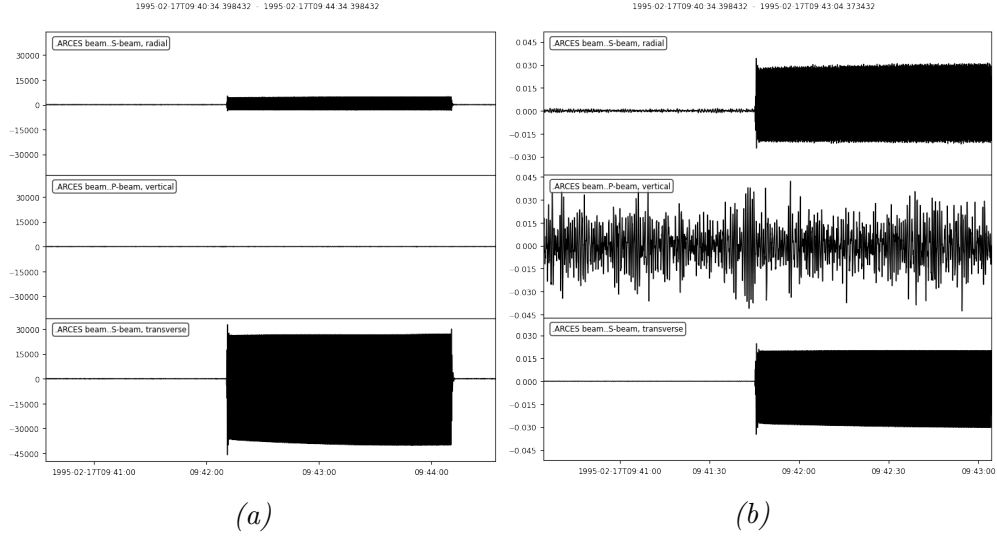 1995-02-17T09:40:34.398432 - 1995-02-17T09:44:34.398432
.ARCES beam..S-beam, radial
30000
15000
0
−15000
−30000
.ARCES beam..P-beam, vertical
30000
15000
0
−15000
−30000
.ARCES beam..S-beam, transverse
30000
15000
0
−15000
−30000
−45000
1995-02-17T09:41:00 09:42:00 09:43:00 09:44:00
(a)
1995-02-17T09:40:34.398432 - 1995-02-17T09:43:04.373432
.ARCES beam..S-beam, radial
0.045
0.030
0.015
0.000
−0.015
−0.030
.ARCES beam..P-beam, vertical
0.045
0.030
0.015
0.000
−0.015
−0.030
−0.045
.ARCES beam..S-beam, transverse
0.030
0.015
0.000
−0.015
−0.030
−0.045
1995-02-17T09:41:00 09:41:30 09:42:00 09:42:30 09:43:00
(b)